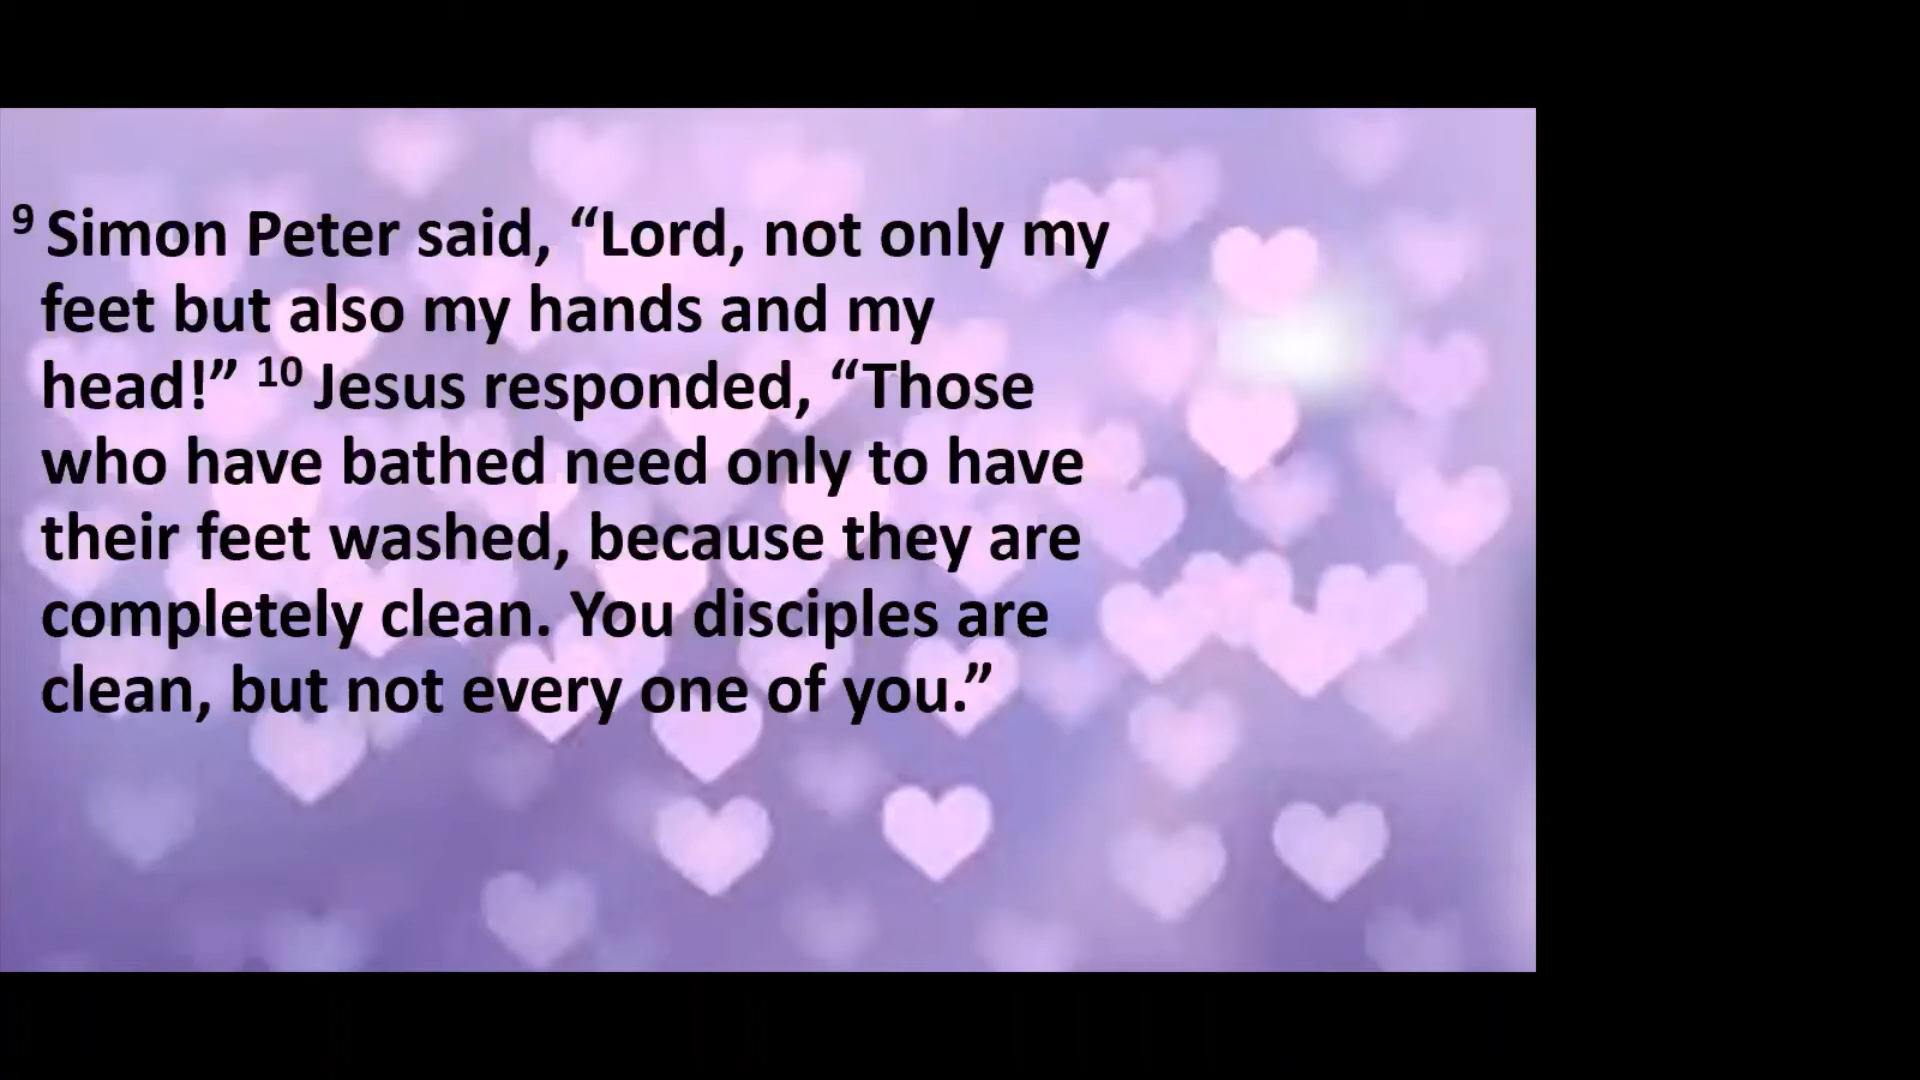 ⁹ Simon Peter said, “Lord, not only my
feet but also my hands and my
head!” ¹⁰ Jesus responded, “Those
who have bathed need only to have
their feet washed, because they are
completely clean. You disciples are
clean, but not every one of you.”